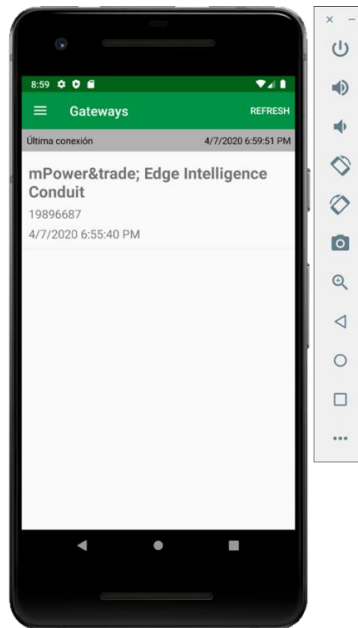 8:59
Gateways REFRESH
Última conexión 4/7/2020 6:59:51 PM
mPower&trade; Edge Intelligence
Conduit
19896687
4/7/2020 6:55:40 PM